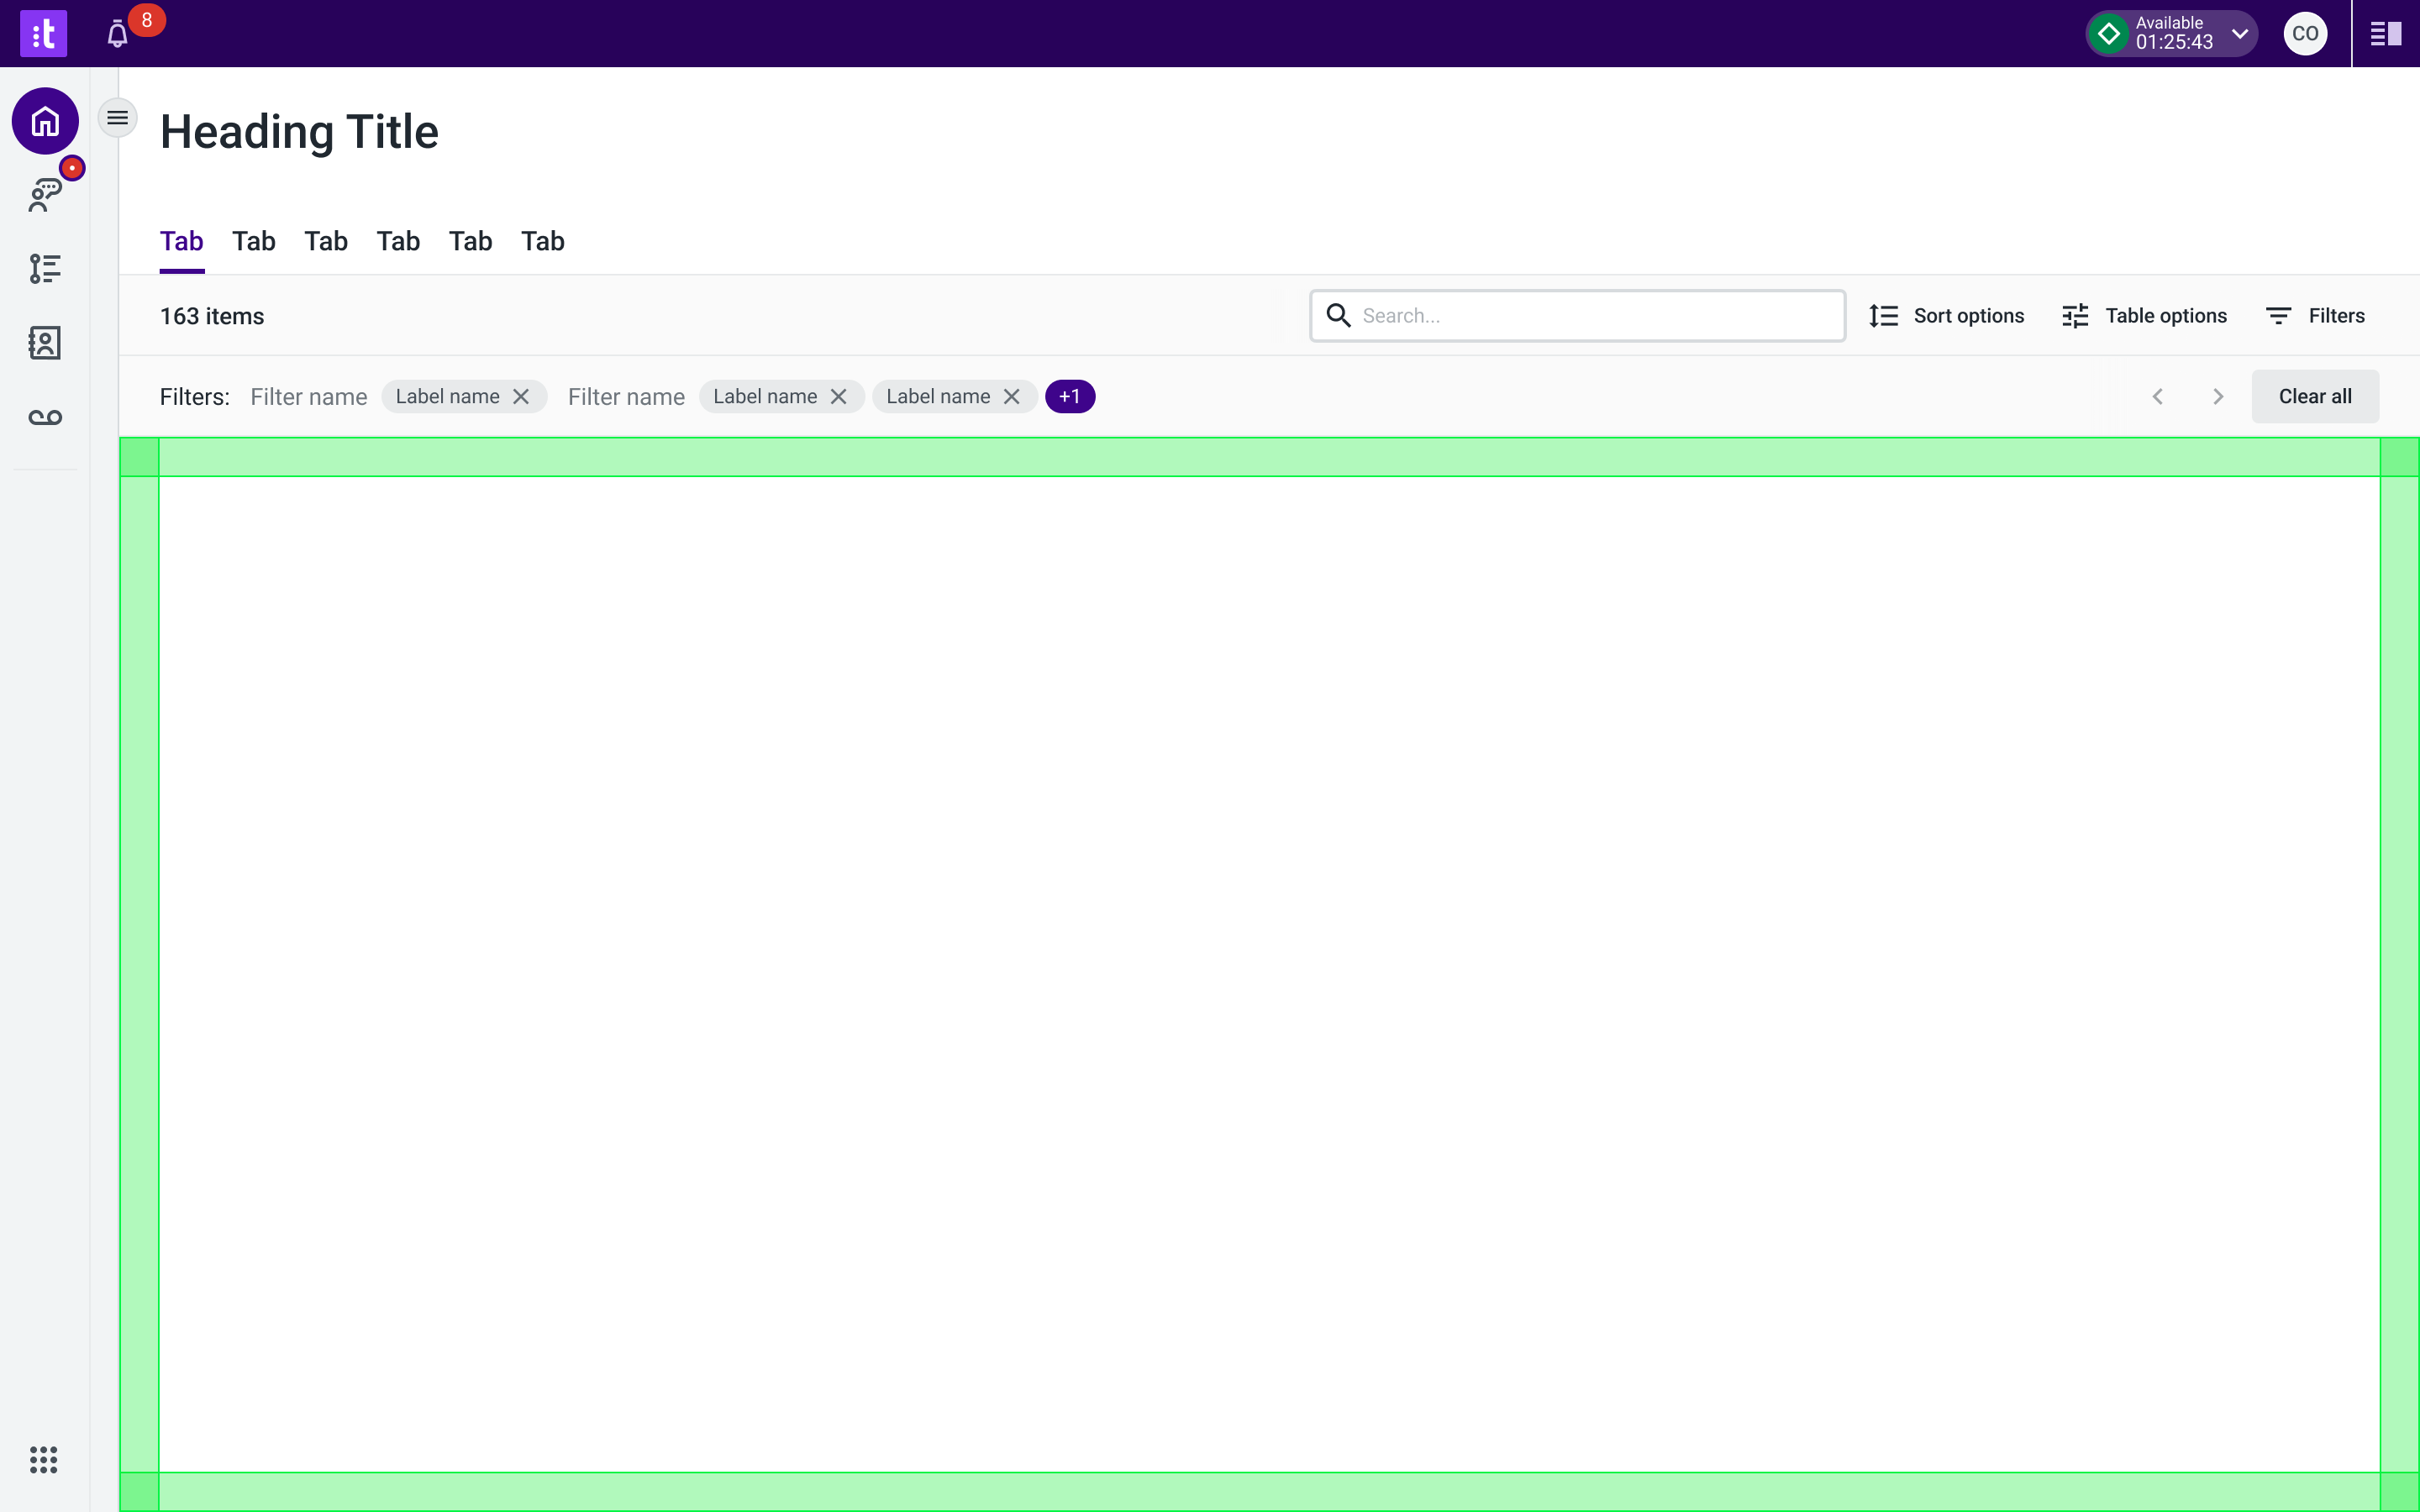 :t
8
Available
01:25:43
CO
Heading Title
Tab Tab Tab Tab Tab Tab
163 items
Search...
Sort options
Table options
Filters
Filters: Filter name Label name Filter name Label name Label name +1
Clear all